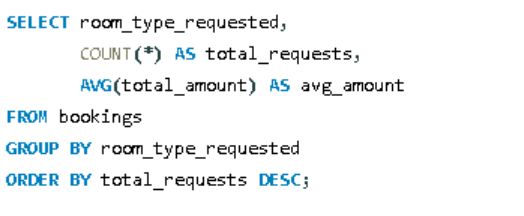 SELECT room_type_requested,
COUNT(*) AS total_requests,
AVG(total_amount) AS avg_amount
FROM bookings
GROUP BY room_type_requested
ORDER BY total_requests DESC;